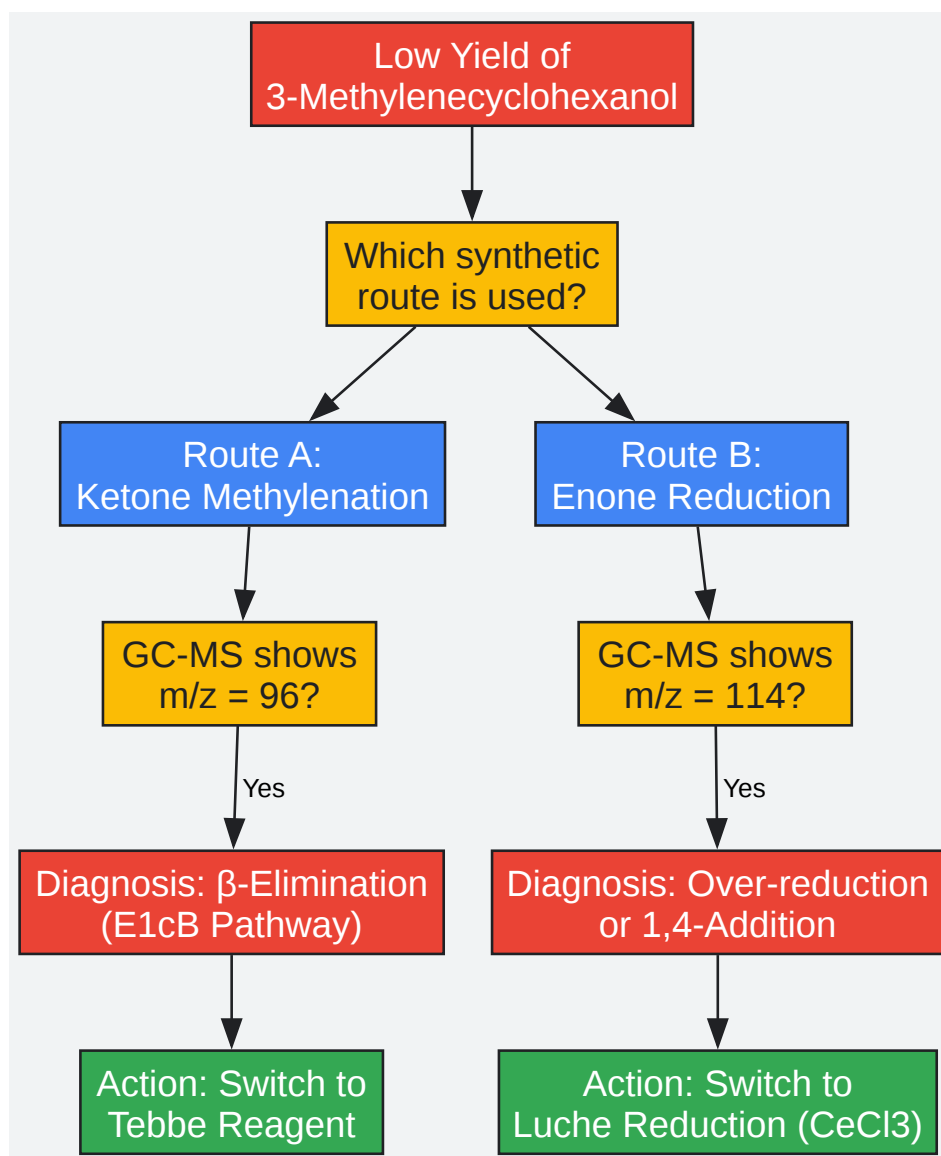 Low Yield of
3-Methylenecyclohexanol
Which synthetic
route is used?
Route A:
Ketone Methylenation
Route B:
Enone Reduction
GC-MS shows
m/z = 96?
GC-MS shows
m/z = 114?
Yes
Yes
Diagnosis: β-Elimination
(E1cB Pathway)
Diagnosis: Over-reduction
or 1,4-Addition
Action: Switch to
Tebbe Reagent
Action: Switch to
Luche Reduction (CeCl3)